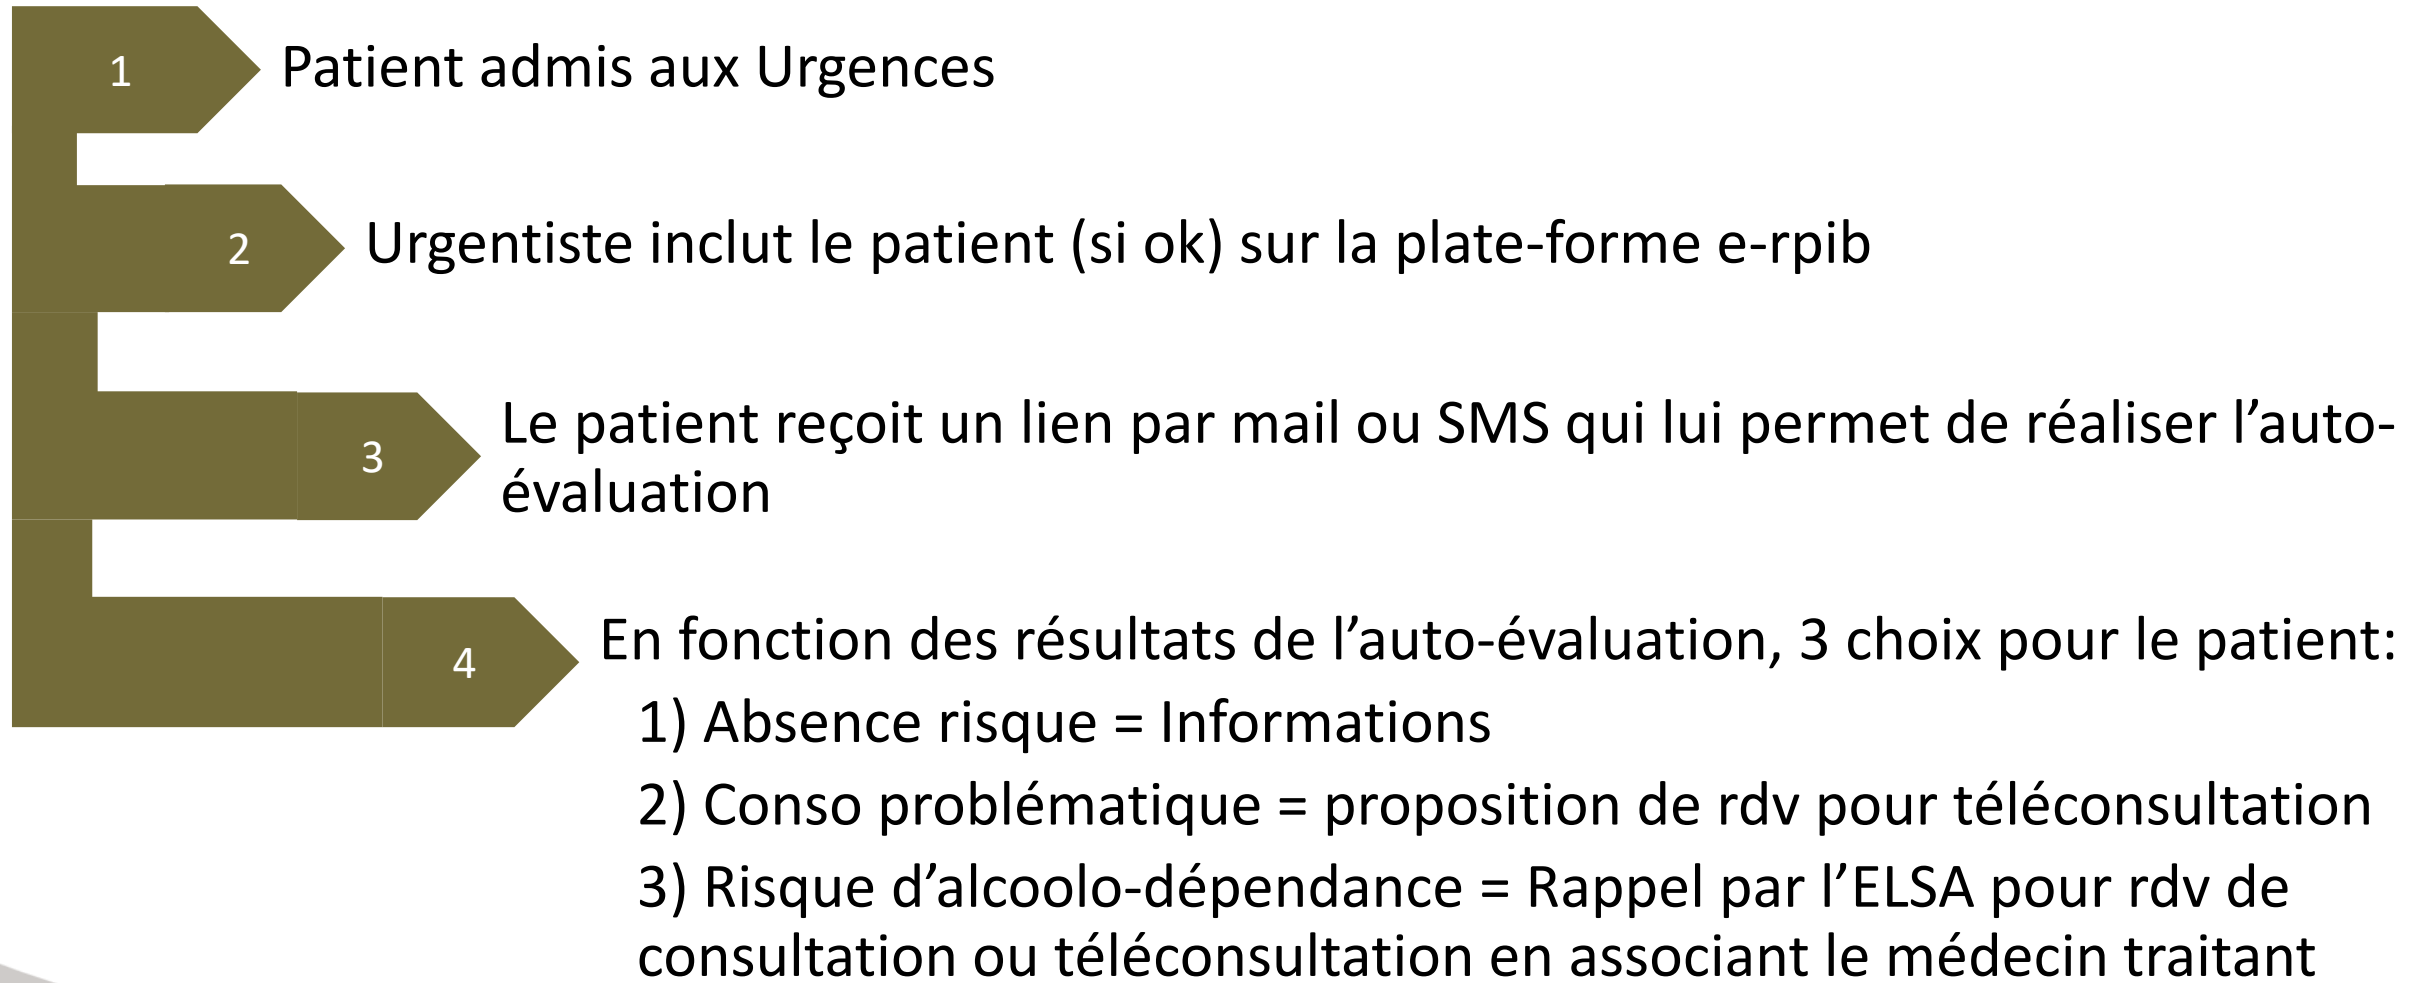 1
Patient admis aux Urgences
2
Urgentiste inclut le patient (si ok) sur la plate-forme e-rpib
3
Le patient reçoit un lien par mail ou SMS qui lui permet de réaliser l’auto-
évaluation
4
En fonction des résultats de l’auto-évaluation, 3 choix pour le patient:
1) Absence risque = Informations
2) Conso problématique = proposition de rdv pour téléconsultation
3) Risque d’alcoolo-dépendance = Rappel par l’ELSA pour rdv de
consultation ou téléconsultation en associant le médecin traitant